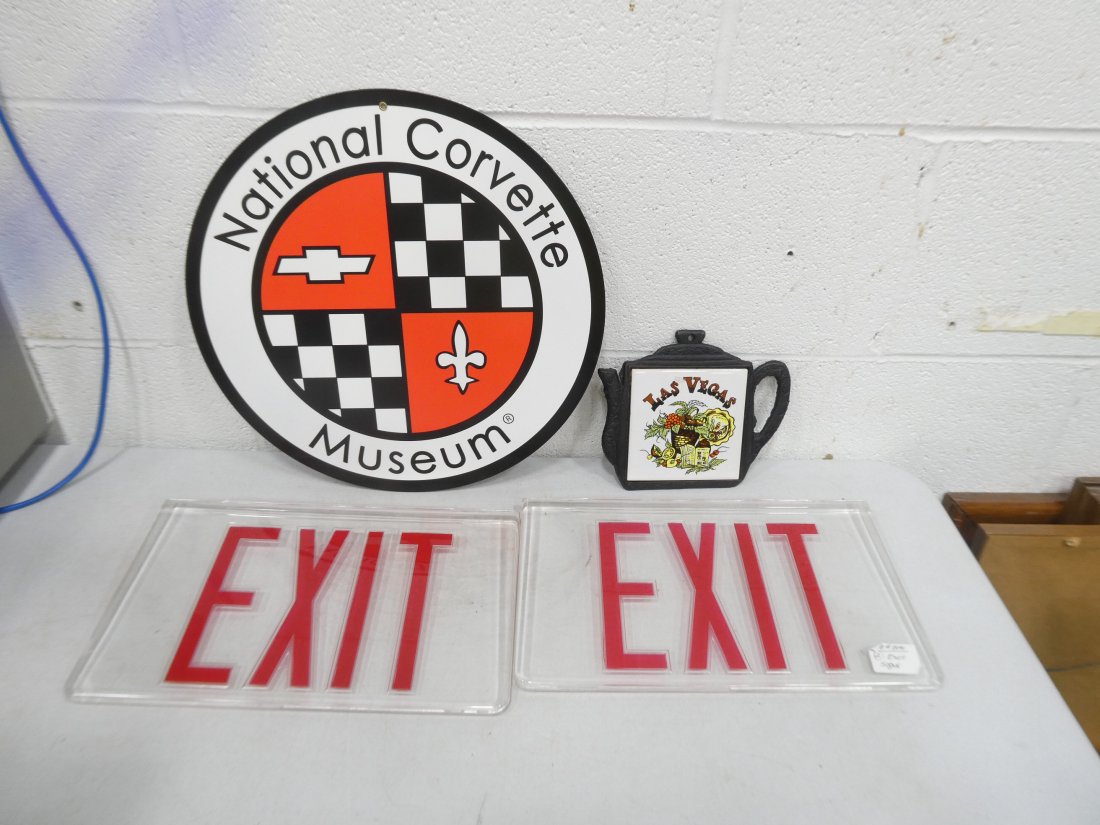 National Corvette
Museum®
LAS VEGAS
EXIT
EXIT